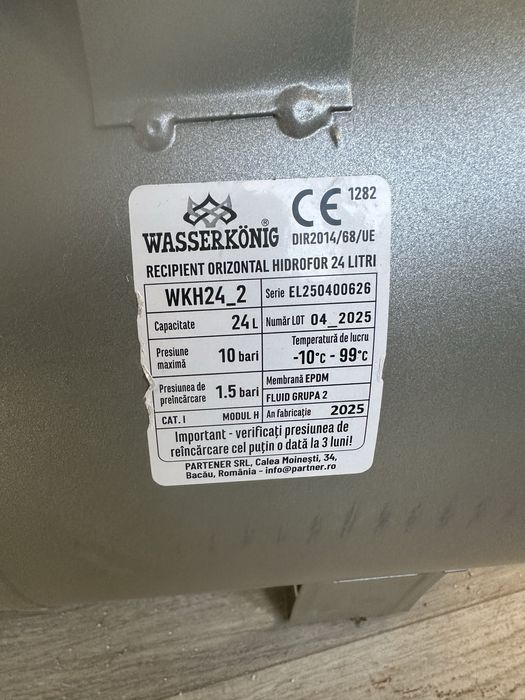 CE 1282
WASSERKÖNIG®
DIR2014/68/UE
RECIPIENT ORIZONTAL HIDROFOR 24 LITRI
WKH24_2 Serie EL250400626
Capacitate 24 L Număr LOT 04_2025
Presiune maximă 10 bari Temperatură de lucru -10°C - 99°C
Presiunea de preîncărcare 1.5 bari Membrană EPDM
FLUID GRUPA 2
CAT. I MODUL H An fabricație 2025
Important - verificați presiunea de
reîncărcare cel puțin o dată la 3 luni!
PARTENER SRL, Calea Moinești, 34,
Bacău, România - info@partner.ro